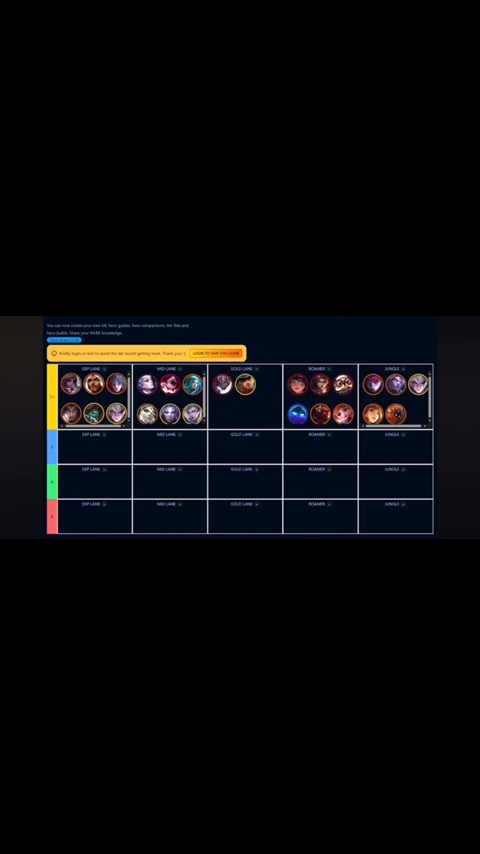 You can now create your own ML hero guides, hero comparisons, tier lists and
hero builds. Share your MLBB knowledge.
Kindly login in first to avoid the tier board getting reset. Thank you! :)
LOGIN TO SAVE THIS GUIDE
EXP LANE
MID LANE
GOLD LANE
ROAMER
JUNGLE
S+
EXP LANE
MID LANE
GOLD LANE
ROAMER
JUNGLE
EXP LANE
MID LANE
GOLD LANE
ROAMER
JUNGLE
A
EXP LANE
MID LANE
GOLD LANE
ROAMER
JUNGLE